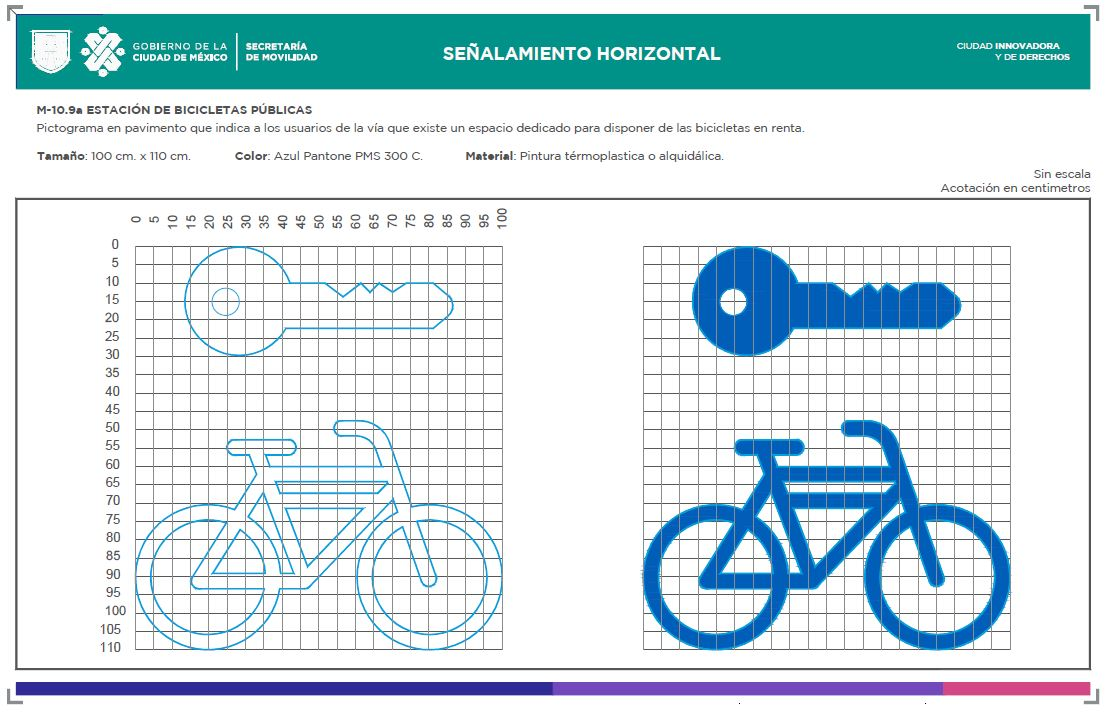 GOBIERNO DE LA
CIUDAD DE MÉXICO
SECRETARÍA
DE MOVILIDAD
SEÑALAMIENTO HORIZONTAL
CIUDAD INNOVADORA
Y DE DERECHOS
M-10.9a ESTACIÓN DE BICICLETAS PÚBLICAS
Pictograma en pavimento que indica a los usuarios de la vía que existe un espacio dedicado para disponer de las bicicletas en renta.
Tamaño: 100 cm. x 110 cm. Color: Azul Pantone PMS 300 C. Material: Pintura térmoplastica o alquidálica.
Sin escala
Acotación en centimetros
0 5 10 15 20 25 30 35 40 45 50 55 60 65 70 75 80 85 90 95 100
0
5
10
15
20
25
30
35
40
45
50
55
60
65
70
75
80
85
90
95
100
105
110